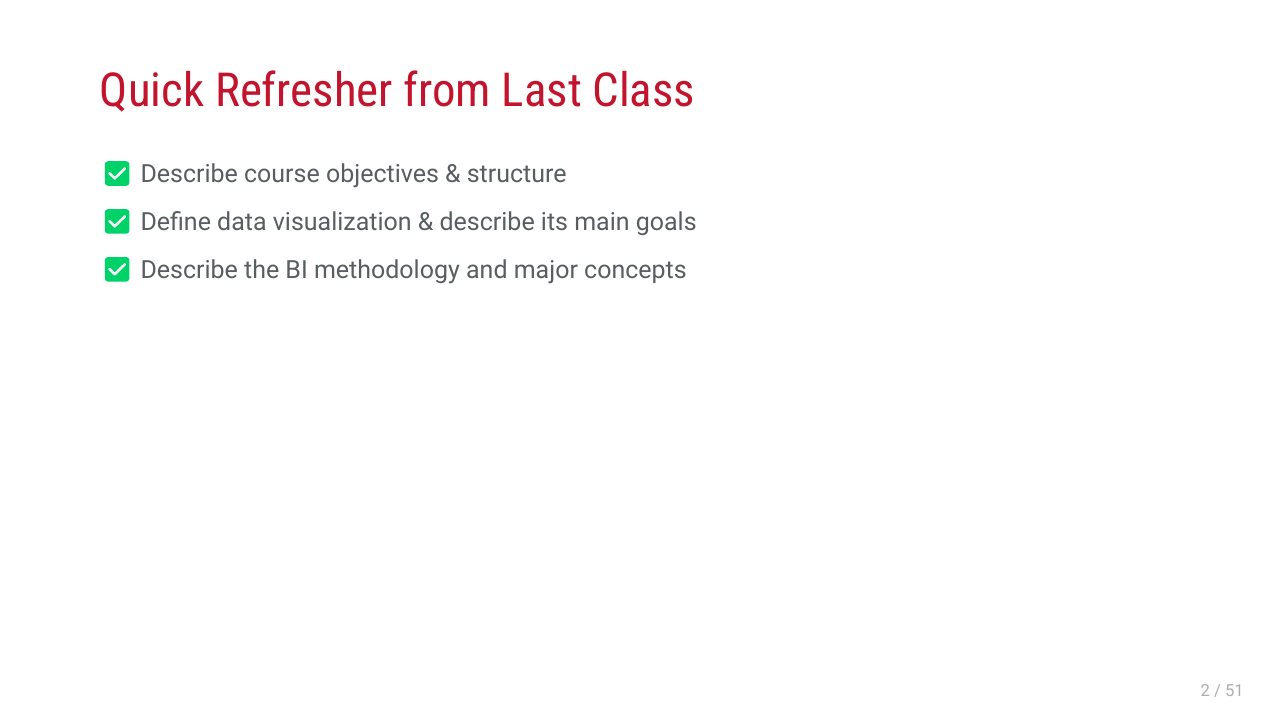 Quick Refresher from Last Class
✅ Describe course objectives & structure
✅ Define data visualization & describe its main goals
✅ Describe the BI methodology and major concepts
2 / 51